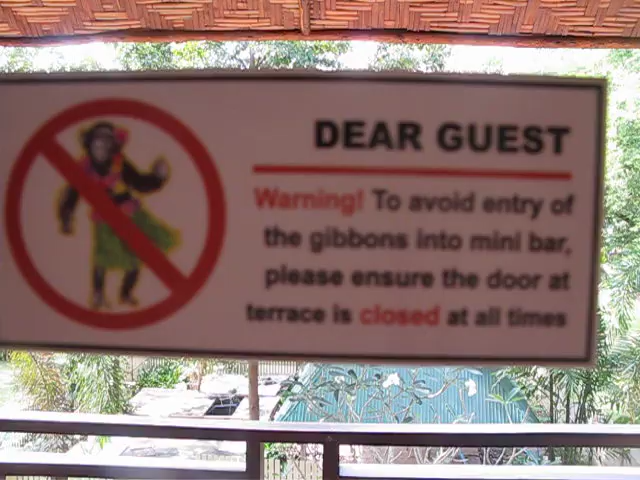 DEAR GUEST
Warning! To avoid entry of
the gibbons into mini bar,
please ensure the door at
terrace is closed at all times